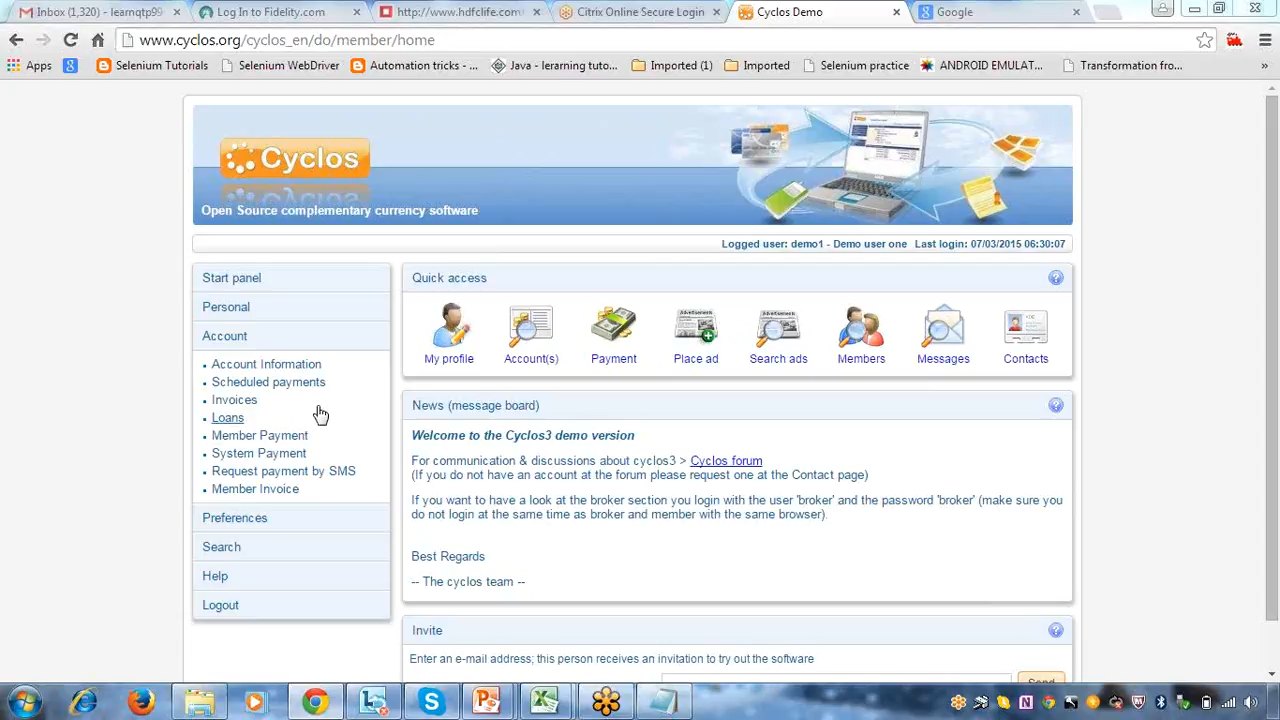 Inbox (1,320) - learnqtp99
Log In to Fidelity.com
http://www.hdfclife.com
Citrix Online Secure Login
Cyclos Demo
Google
www.cyclos.org/cyclos_en/do/member/home
Apps
Selenium Tutorials
Selenium WebDriver
Automation tricks - ...
Java - learning tuto...
Imported (1)
Imported
Selenium practice
ANDROID EMULAT...
Transformation fro...
»
Cyclos
Open Source complementary currency software
Logged user: demo1 - Demo user one Last login: 07/03/2015 06:30:07
Start panel
Personal
Account
Account Information
Scheduled payments
Invoices
Loans
Member Payment
System Payment
Request payment by SMS
Member Invoice
Preferences
Search
Help
Logout
Quick access
My profile
Account(s)
Payment
Place ad
Search ads
Members
Messages
Contacts
News (message board)
Welcome to the Cyclos3 demo version
For communication & discussions about cyclos3 > Cyclos forum
(If you do not have an account at the forum please request one at the Contact page)
If you want to have a look at the broker section you login with the user 'broker' and the password 'broker' (make sure you
do not login at the same time as broker and member with the same browser).
Best Regards
-- The cyclos team --
Invite
Enter an e-mail address; this person receives an invitation to try out the software
Send